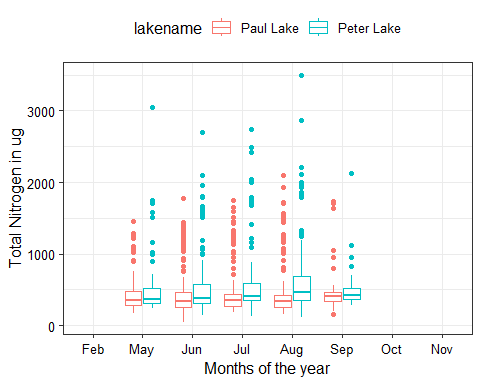 lakename Paul Lake Peter Lake
Total Nitrogen in ug
3000
2000
1000
0
Feb May Jun Jul Aug Sep Oct Nov
Months of the year